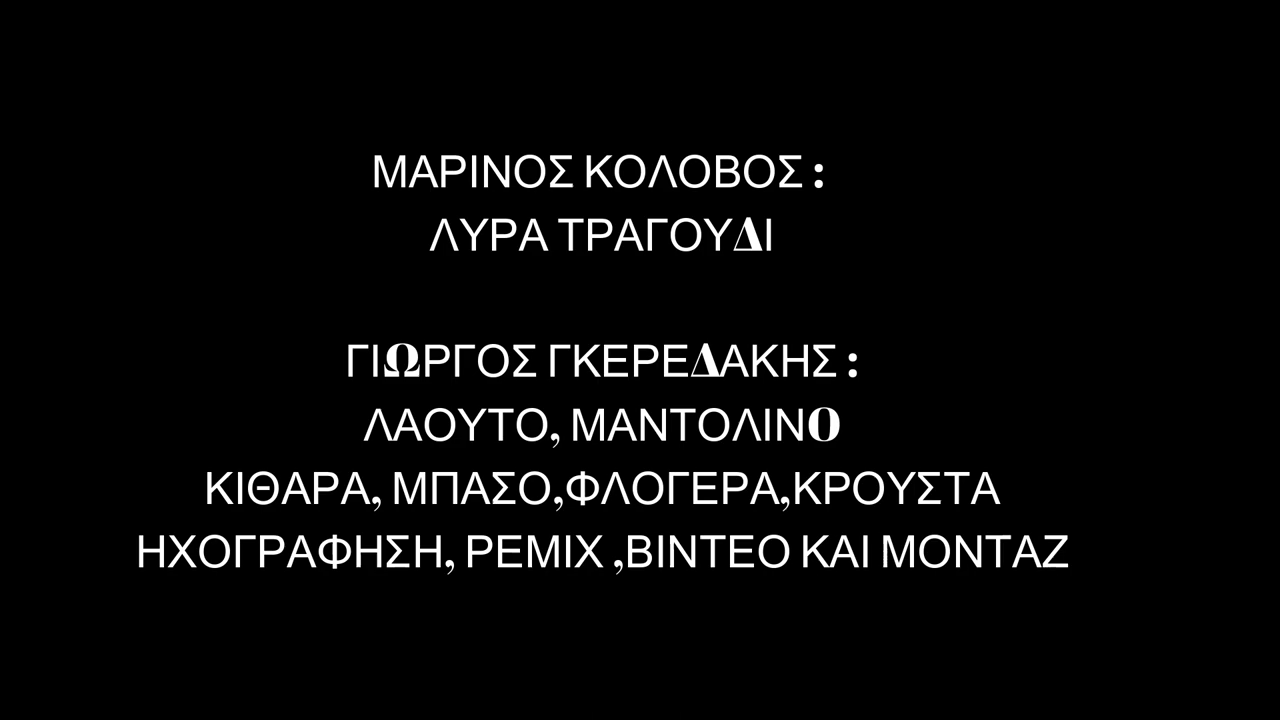 ΜΑΡΙΝΟΣ ΚΟΛΟΒΟΣ :
ΛΥΡΑ ΤΡΑΓΟΥΔΙ
ΓΙΩΡΓΟΣ ΓΚΕΡΕΔΑΚΗΣ :
ΛΑΟΥΤΟ, ΜΑΝΤΟΛΙΝΟ
ΚΙΘΑΡΑ, ΜΠΑΣΟ,ΦΛΟΓΕΡΑ,ΚΡΟΥΣΤΑ
ΗΧΟΓΡΑΦΗΣΗ, ΡΕΜΙΧ ,ΒΙΝΤΕΟ ΚΑΙ ΜΟΝΤΑΖ